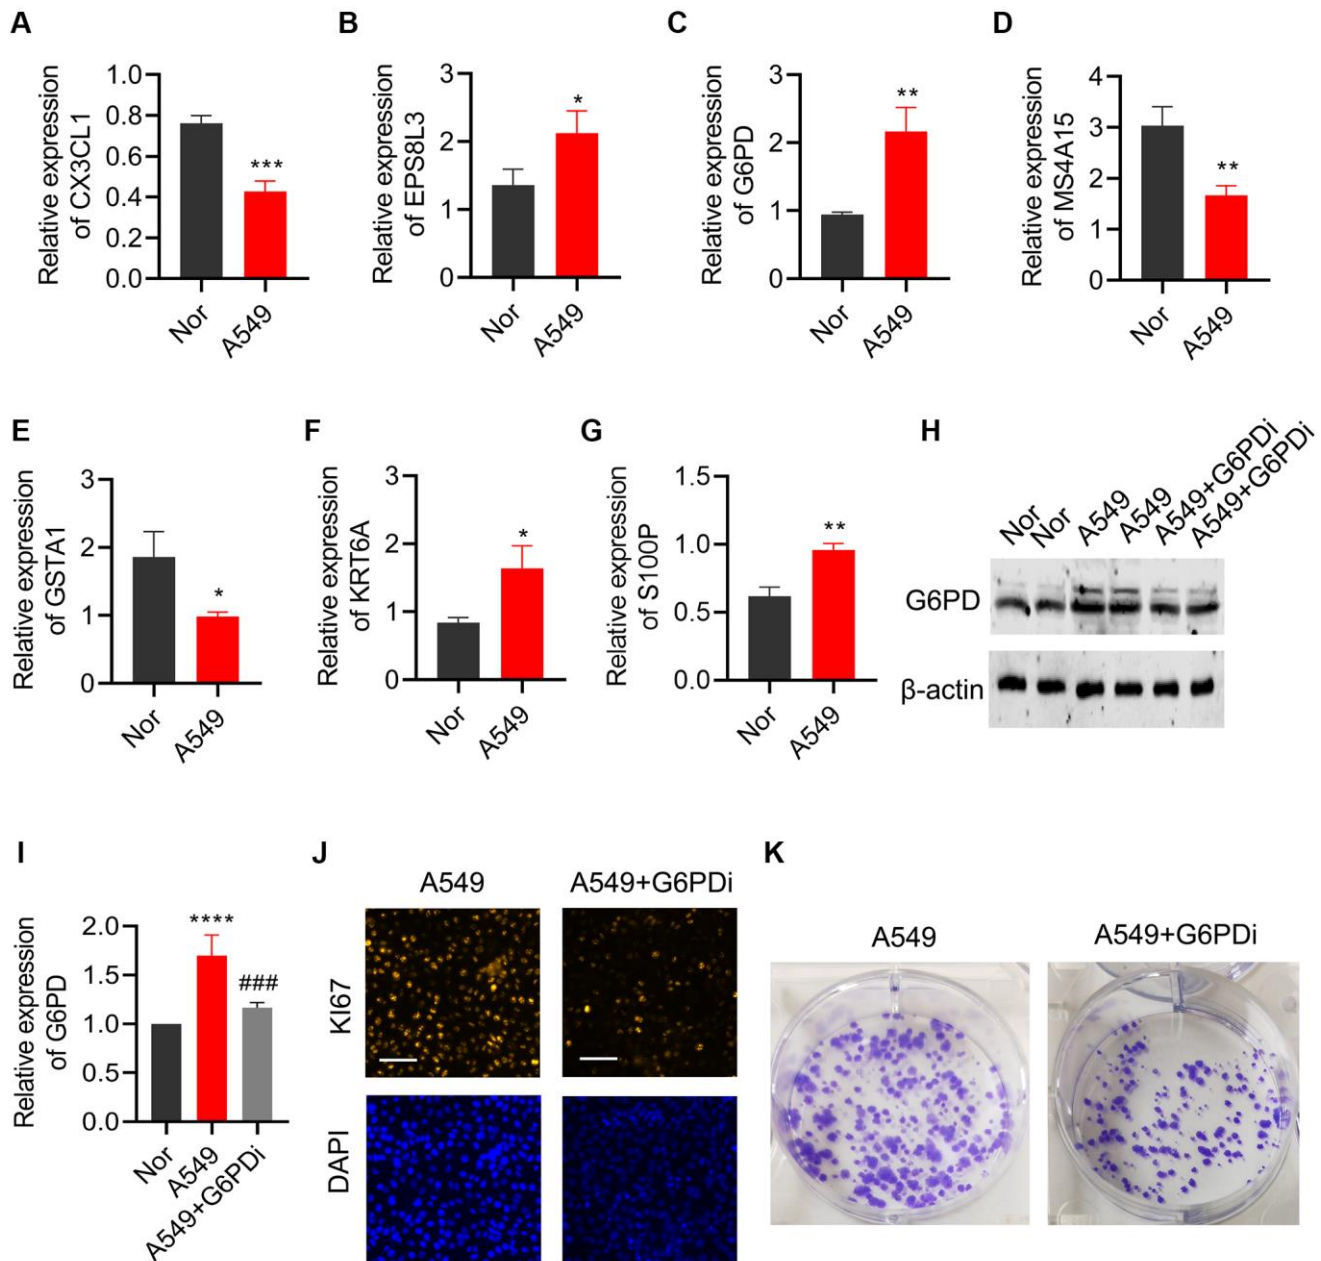 A
B
C
D
Relative expression
of CX3CL1
1.0
0.8
0.6
0.4
0.2
0.0
***
Nor
A549
Relative expression
of EPS8L3
3
2
1
0
*
Nor
A549
Relative expression
of G6PD
3
2
1
0
**
Nor
A549
Relative expression
of MS4A15
4
3
2
1
0
**
Nor
A549
E
F
G
H
Relative expression
of GSTA1
3
2
1
0
*
Nor
A549
Relative expression
of KRT6A
3
2
1
0
*
Nor
A549
Relative expression
of S100P
1.5
1.0
0.5
0.0
**
Nor
A549
Nor
Nor
A549
A549
A549+G6PDi
A549+G6PDi
G6PD
β-actin
I
J
K
Relative expression
of G6PD
2.0
1.5
1.0
0.5
0.0
****
###
Nor
A549
A549+G6PDi
A549
A549+G6PDi
KI67
DAPI
A549
A549+G6PDi